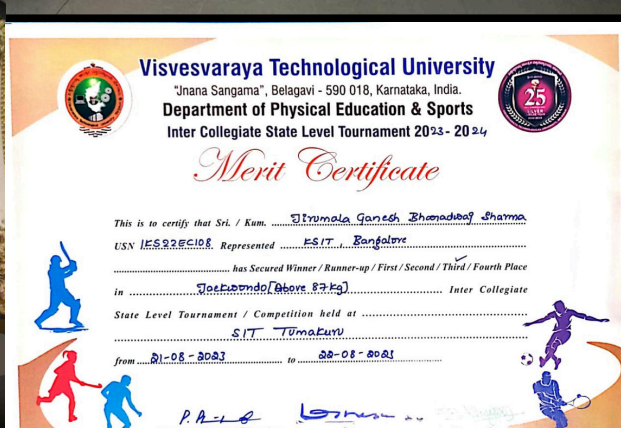 Visvesvaraya Technological University
"Jnana Sangama", Belagavi - 590 018, Karnataka, India.
Department of Physical Education & Sports
Inter Collegiate State Level Tournament 2023 - 2024
25
Merit Certificate
This is to certify that Sri. / Kum. Tirumala Ganesh Bharadwaj Sharma
USN 1KS22EC108 Represented KSIT, Bangalore
has Secured Winner / Runner-up / First / Second / Third / Fourth Place
in Taekwondo [Above 87kg] Inter Collegiate
State Level Tournament / Competition held at
SIT Tumakuru
from 21-08-2023 to 22-08-2023